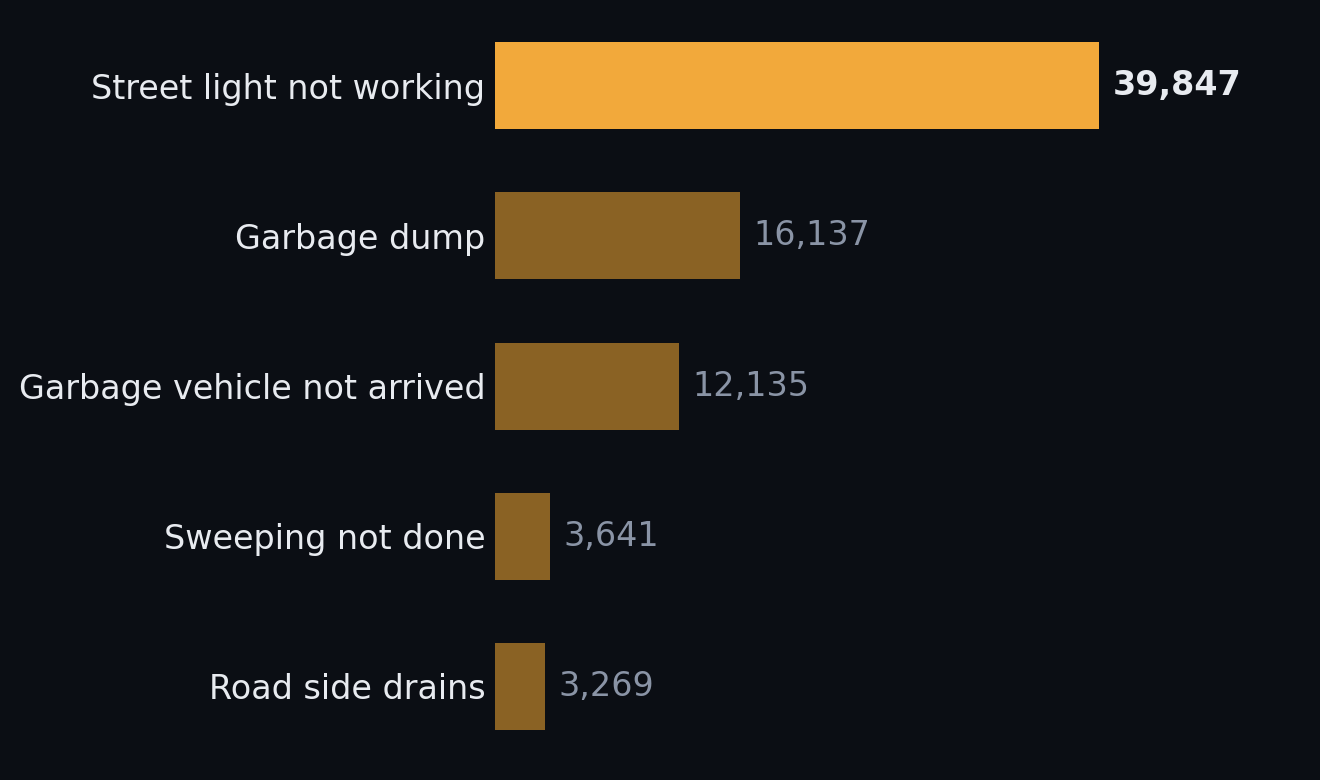 Street light not working 39,847
Garbage dump 16,137
Garbage vehicle not arrived 12,135
Sweeping not done 3,641
Road side drains 3,269